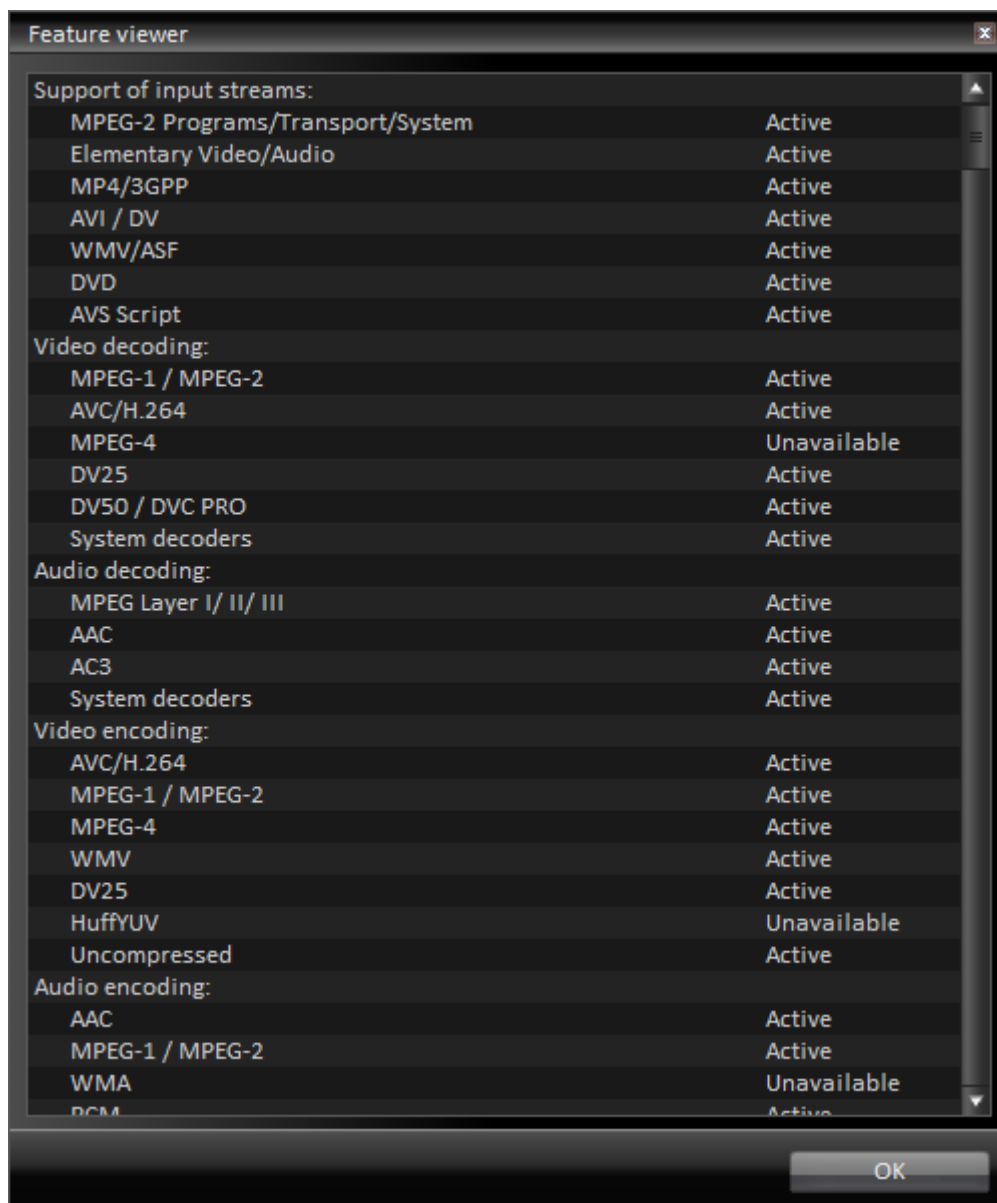 Feature viewer
Support of input streams:
MPEG-2 Programs/Transport/System Active
Elementary Video/Audio Active
MP4/3GPP Active
AVI / DV Active
WMV/ASF Active
DVD Active
AVS Script Active
Video decoding:
MPEG-1 / MPEG-2 Active
AVC/H.264 Active
MPEG-4 Unavailable
DV25 Active
DV50 / DVC PRO Active
System decoders Active
Audio decoding:
MPEG Layer I/ II/ III Active
AAC Active
AC3 Active
System decoders Active
Video encoding:
AVC/H.264 Active
MPEG-1 / MPEG-2 Active
MPEG-4 Active
WMV Active
DV25 Active
HuffYUV Unavailable
Uncompressed Active
Audio encoding:
AAC Active
MPEG-1 / MPEG-2 Active
WMA Unavailable
PCM Active
OK